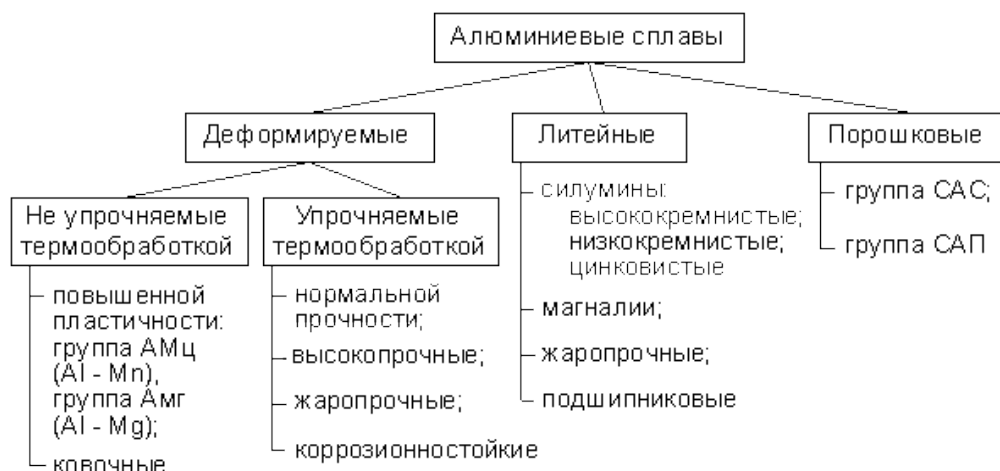 Алюминиевые сплавы
Деформируемые
Литейные
Порошковые
Не упрочняемые
термообработкой
повышенной
пластичности:
группа АМц
(Al - Mn),
группа Амг
(Al - Mg);
ковочные
Упрочняемые
термообработкой
нормальной
прочности;
высокопрочные;
жаропрочные;
коррозионностойкие
силумины:
высококремнистые;
низкокремнистые;
цинковистые
магналии;
жаропрочные;
подшипниковые
группа САС;
группа САП